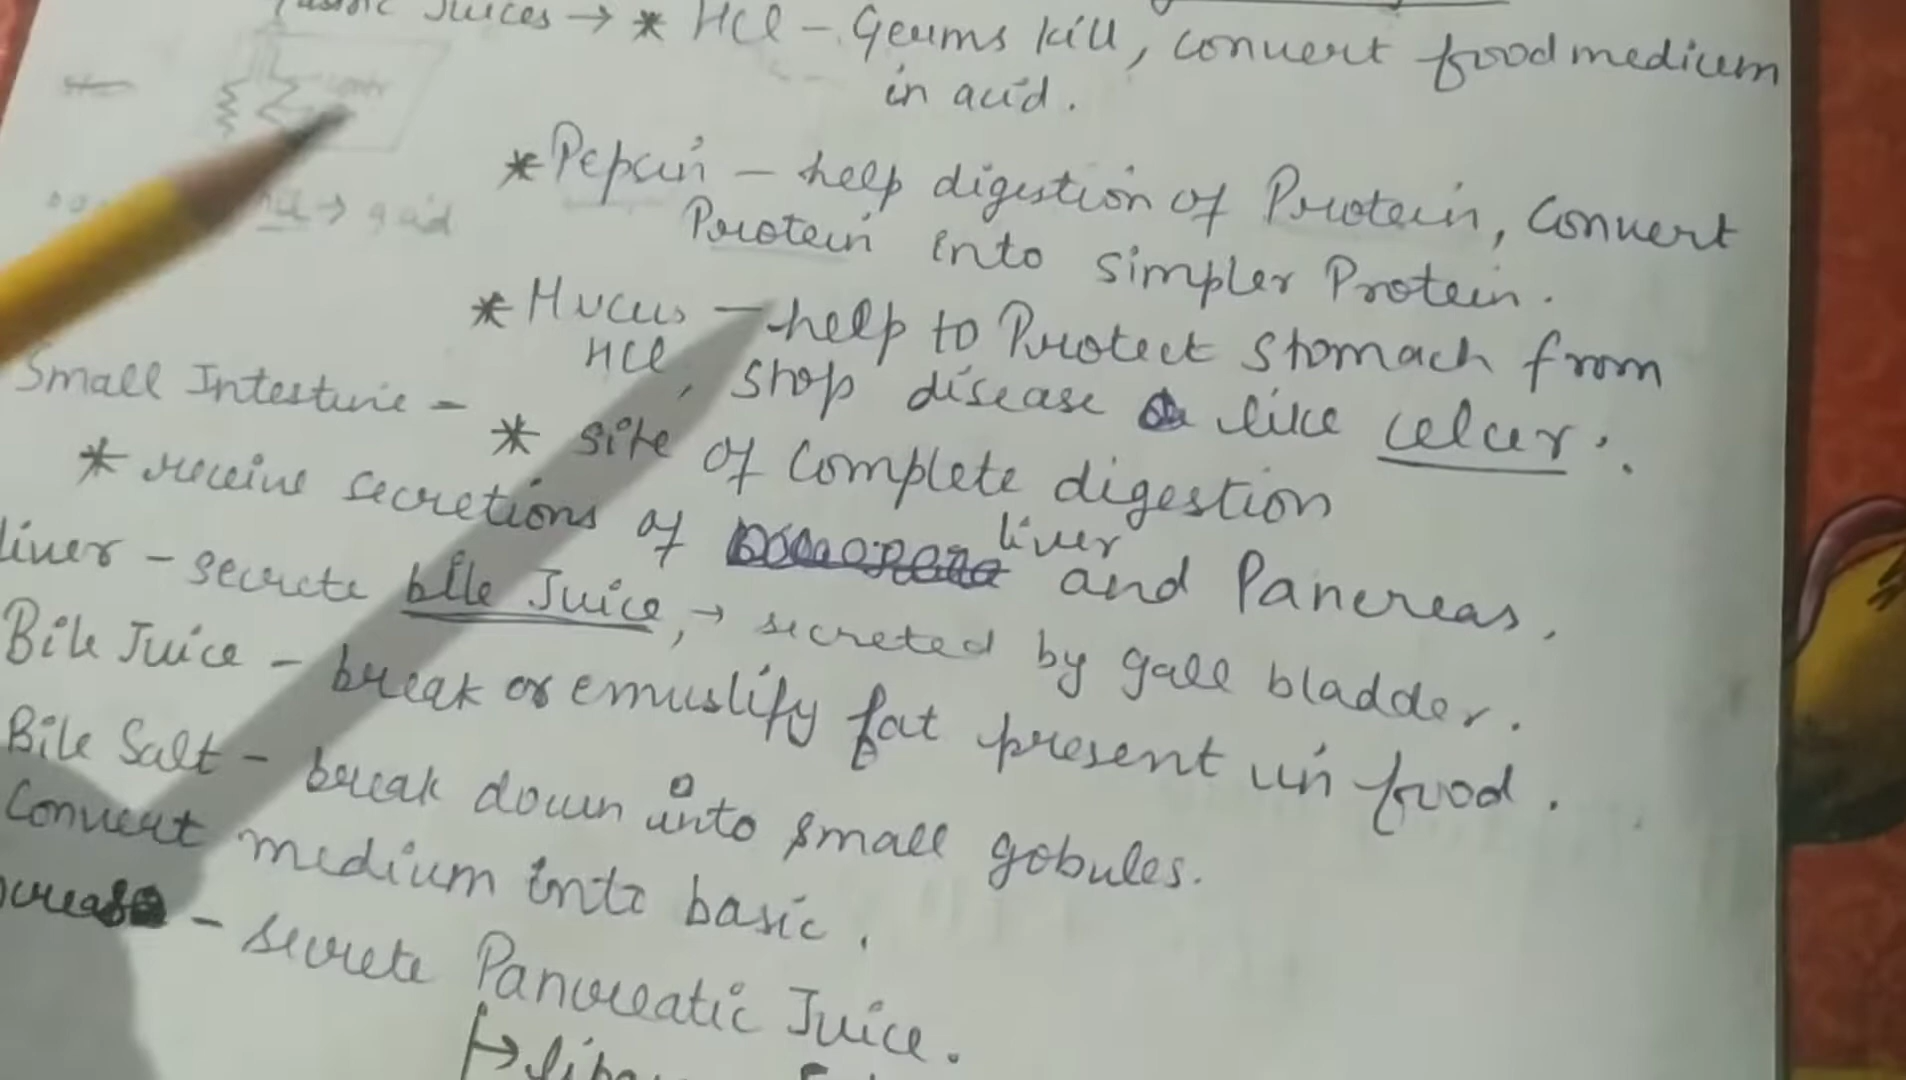 Juices → * HCl - Germs kill, convert food medium
in acid.
* Pepsin - help digestion of Protein, Convert
Protein into simpler Protein.
* Mucus - help to Protect Stomach from
HCl, stop disease like ulcer.
Small Intestine - * site of Complete digestion
* receive secretions of liver and Pancreas.
liver - secrete bile Juice, → secreted by gall bladder.
Bile Juice - break or emuslify fat present in food.
Bile Salt - break down into small gobules.
Convert medium into basic.
- secrete Pancreatic Juice.